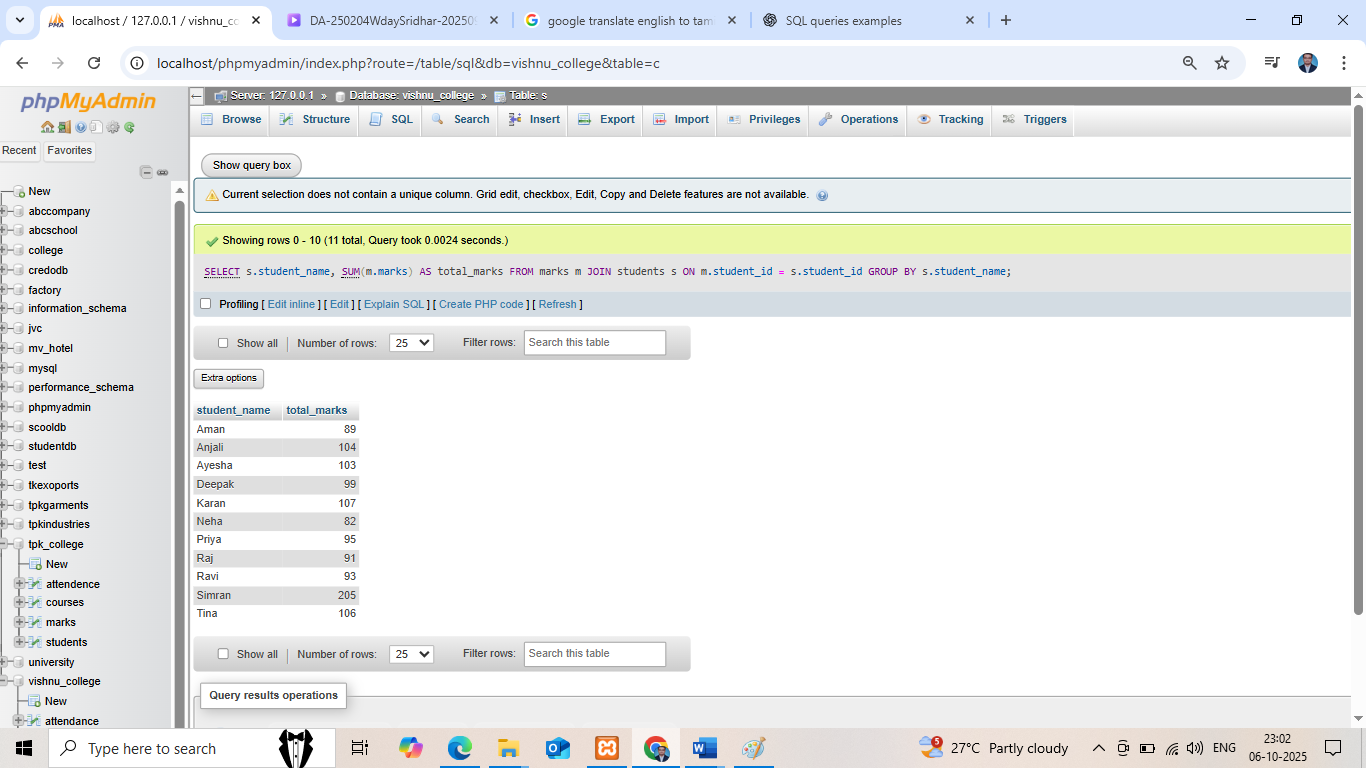 localhost / 127.0.0.1 / vishnu_co
DA-250204WdaySridhar-202505
google translate english to tami
SQL queries examples
localhost/phpmyadmin/index.php?route=/table/sql&db=vishnu_college&table=c
phpMyAdmin
Recent Favorites
New
abccompany
abcschool
college
credodb
factory
information_schema
jvc
mv_hotel
mysql
performance_schema
phpmyadmin
scooldb
studentdb
test
tkexoports
tpkgarments
tpkindustries
tpk_college
New
attendence
courses
marks
students
university
vishnu_college
New
attendance
Server: 127.0.0.1 » Database: vishnu_college » Table: s
Browse Structure SQL Search Insert Export Import Privileges Operations Tracking Triggers
Show query box
Current selection does not contain a unique column. Grid edit, checkbox, Edit, Copy and Delete features are not available.
Showing rows 0 - 10 (11 total, Query took 0.0024 seconds.)
SELECT s.student_name, SUM(m.marks) AS total_marks FROM marks m JOIN students s ON m.student_id = s.student_id GROUP BY s.student_name;
Profiling [ Edit inline ] [ Edit ] [ Explain SQL ] [ Create PHP code ] [ Refresh ]
Show all Number of rows: 25 Filter rows: Search this table
Extra options
student_name total_marks
Aman 89
Anjali 104
Ayesha 103
Deepak 99
Karan 107
Neha 82
Priya 95
Raj 91
Ravi 93
Simran 205
Tina 106
Show all Number of rows: 25 Filter rows: Search this table
Query results operations
Type here to search
5
27°C Partly cloudy
ENG
23:02
06-10-2025